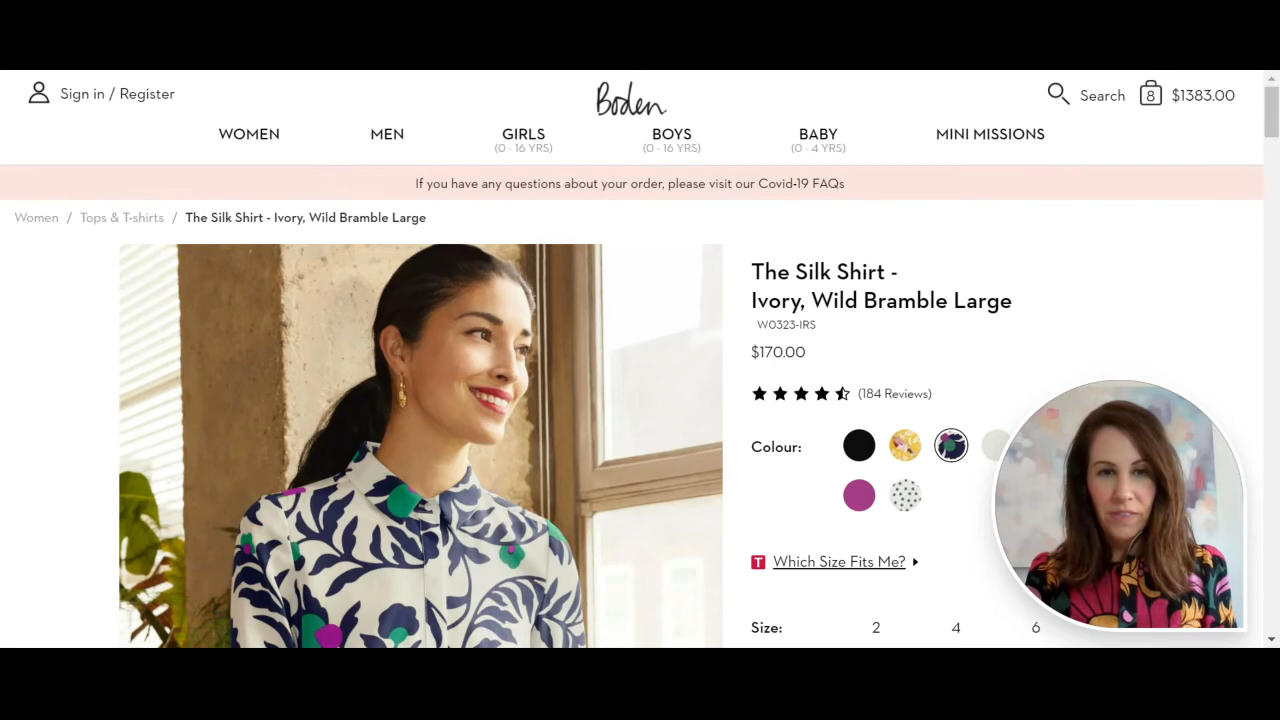 Sign in / Register
Boden
Search
8
$1383.00
WOMEN
MEN
GIRLS
(0 - 16 YRS)
BOYS
(0 - 16 YRS)
BABY
(0 - 4 YRS)
MINI MISSIONS
If you have any questions about your order, please visit our Covid-19 FAQs
Women / Tops & T-shirts / The Silk Shirt - Ivory, Wild Bramble Large
The Silk Shirt -
Ivory, Wild Bramble Large
W0323-IRS
$170.00
(184 Reviews)
Colour:
T Which Size Fits Me?
Size: 2 4 6